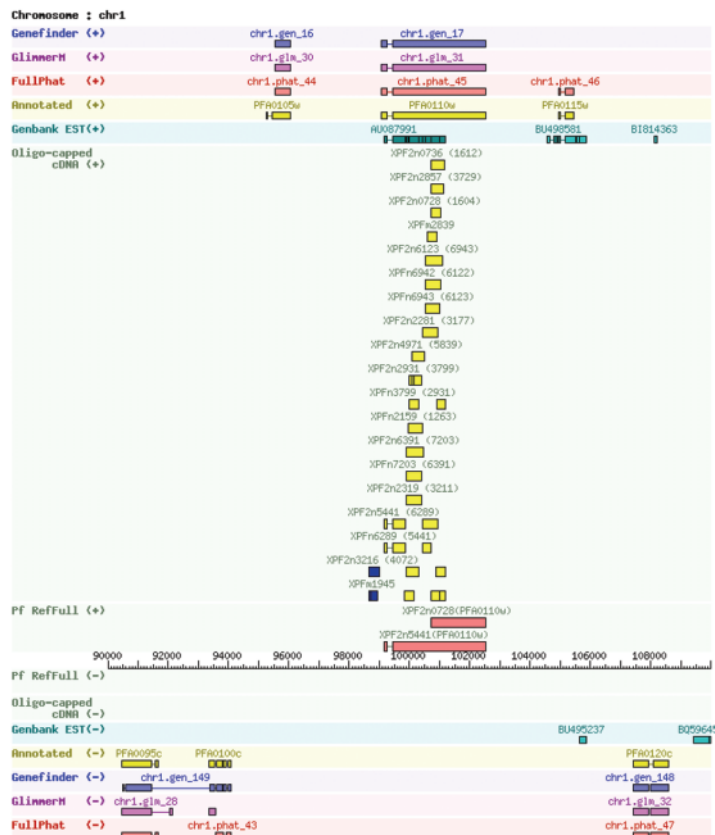 Chromosome : chr1
Genefinder (+) chr1.gen_16 chr1.gen_17
GlimmerM (+) chr1.glm_30 chr1.glm_31
FullPhat (+) chr1.phat_44 chr1.phat_45 chr1.phat_46
Annotated (+) PFA0105w PFA0110w PFA0115w
Genbank EST(+) AU087991 BU498581 BI814363
Oligo-capped XPF2n0736 (1612)
cDNA (+)
XPF2n2857 (3729)
XPF2n0728 (1604)
XPFm2839
XPF2n6123 (6943)
XPFn6942 (6122)
XPFn6943 (6123)
XPF2n2281 (3177)
XPF2n4971 (5839)
XPF2n2931 (3799)
XPFn3799 (2931)
XPFn2159 (1263)
XPF2n6391 (7203)
XPFn7203 (6391)
XPF2n2319 (3211)
XPF2n5441 (6289)
XPFn6289 (5441)
XPF2n3216 (4072)
XPFm1945
Pf RefFull (+) XPF2n0728(PFA0110w)
XPF2n5441(PFA0110w)
90000 92000 94000 96000 98000 100000 102000 104000 106000 108000
Pf RefFull (-)
Oligo-capped
cDNA (-)
Genbank EST(-) BU495237 BQ59645
Annotated (-) PFA0095c PFA0100c PFA0120c
Genefinder (-) chr1.gen_149 chr1.gen_148
GlimmerM (-) chr1.glm_28 chr1.glm_32
FullPhat (-) chr1.phat_43 chr1.phat_47